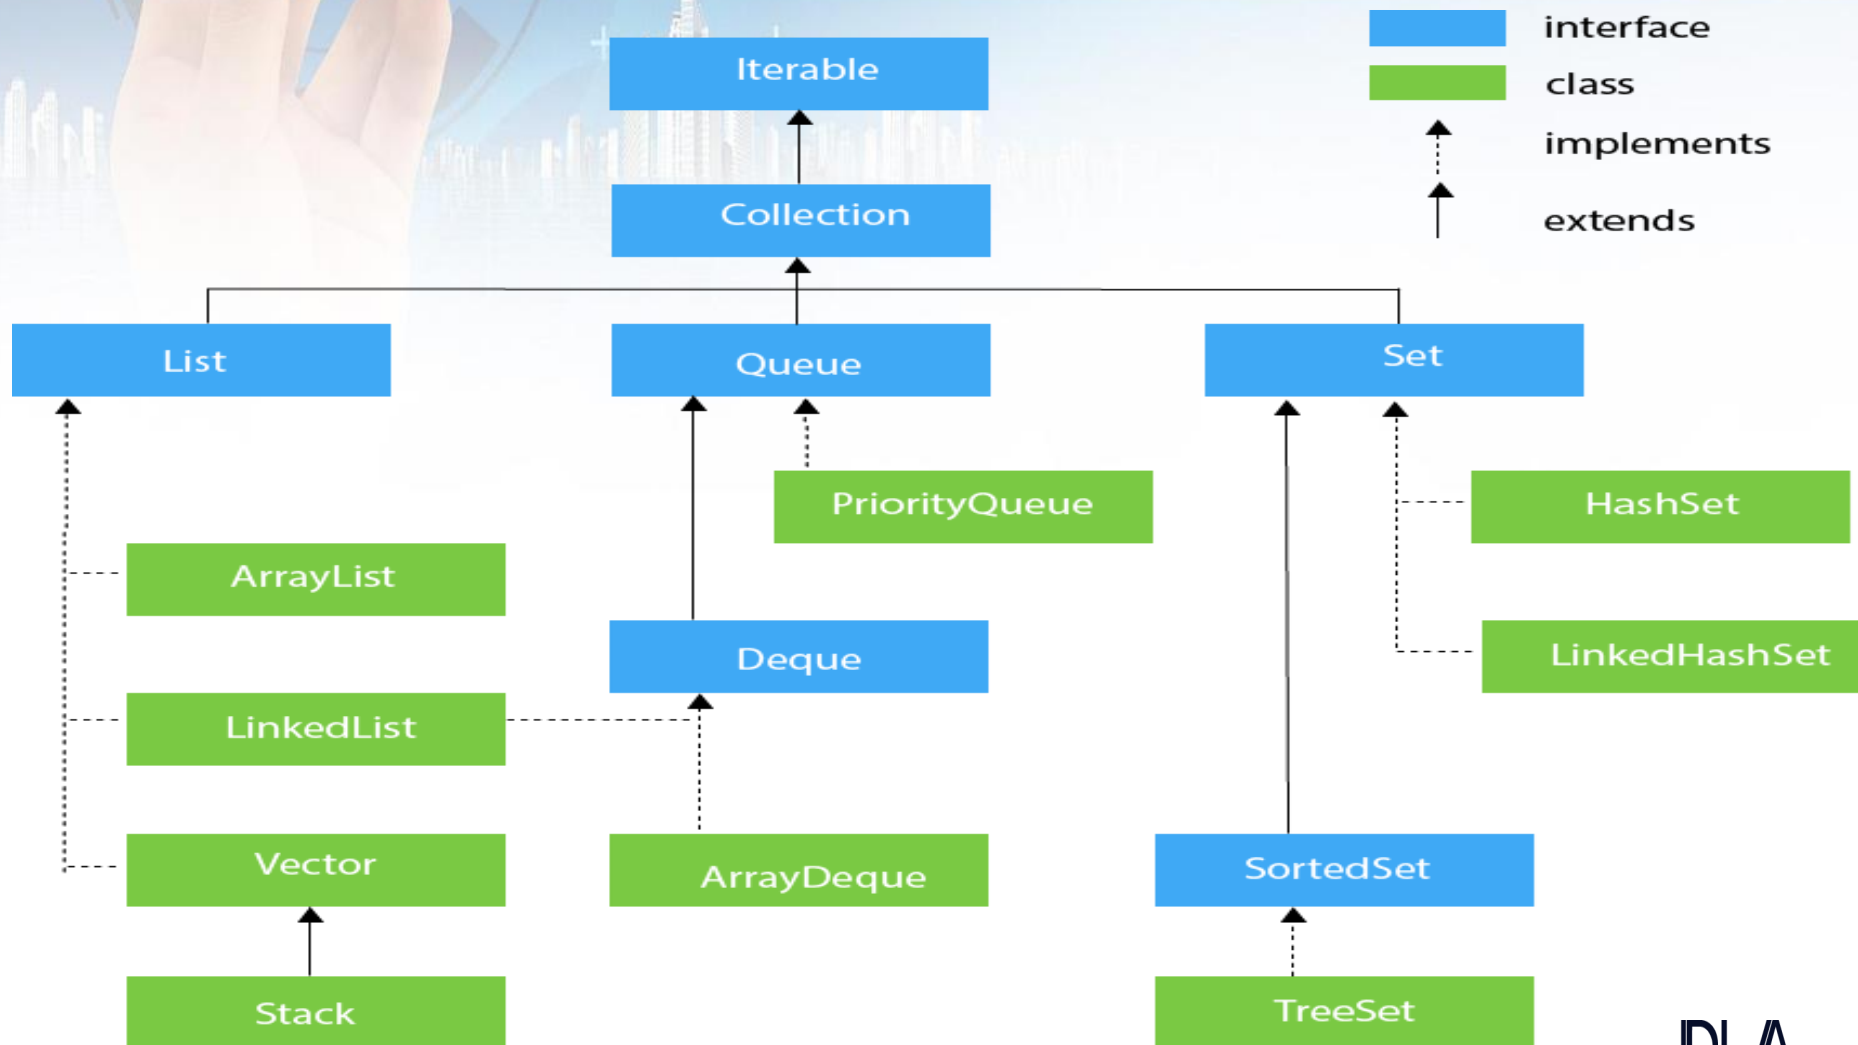 Iterable
interface
class
implements
extends
Collection
List
Queue
Set
PriorityQueue
HashSet
ArrayList
Deque
LinkedHashSet
LinkedList
Vector
ArrayDeque
SortedSet
Stack
TreeSet